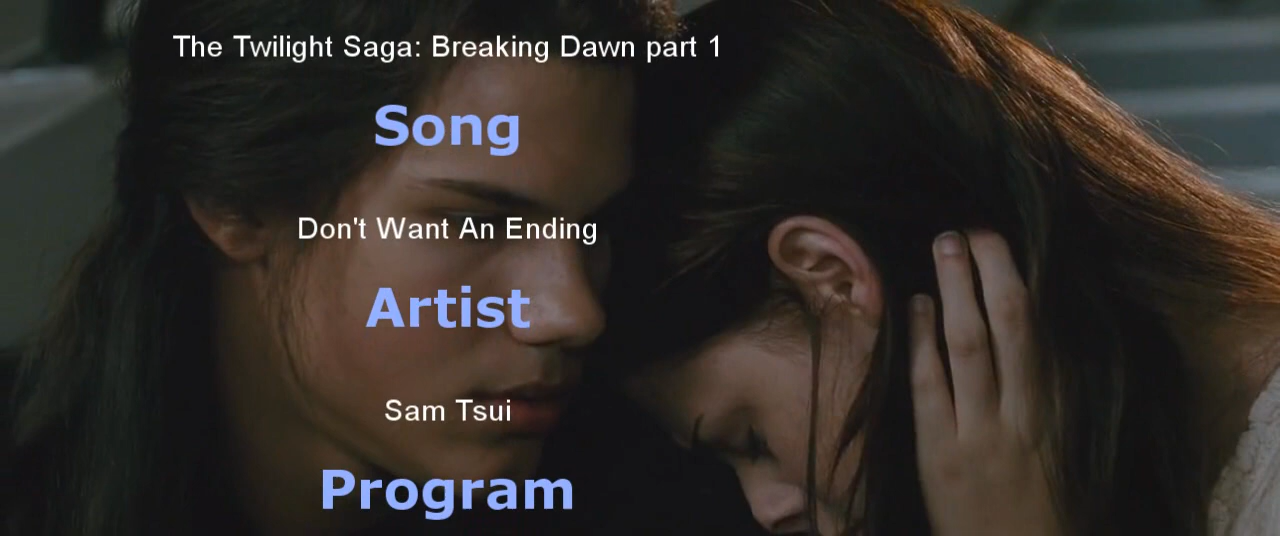 The Twilight Saga: Breaking Dawn part 1
Song
Don't Want An Ending
Artist
Sam Tsui
Program